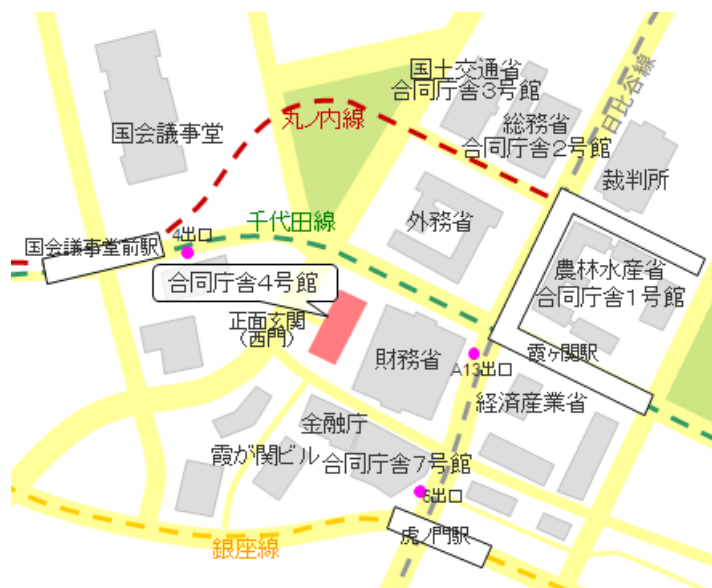 国土交通省
合同庁舎3号館
日比谷線
丸ノ内線
総務省
合同庁舎2号館
国会議事堂
裁判所
千代田線
外務省
4出口
国会議事堂前駅
農林水産省
合同庁舎1号館
合同庁舎4号館
正面玄関
(西門)
財務省
霞ヶ関駅
A13出口
経済産業省
金融庁
霞が関ビル
合同庁舎7号館
6出口
虎ノ門駅
銀座線